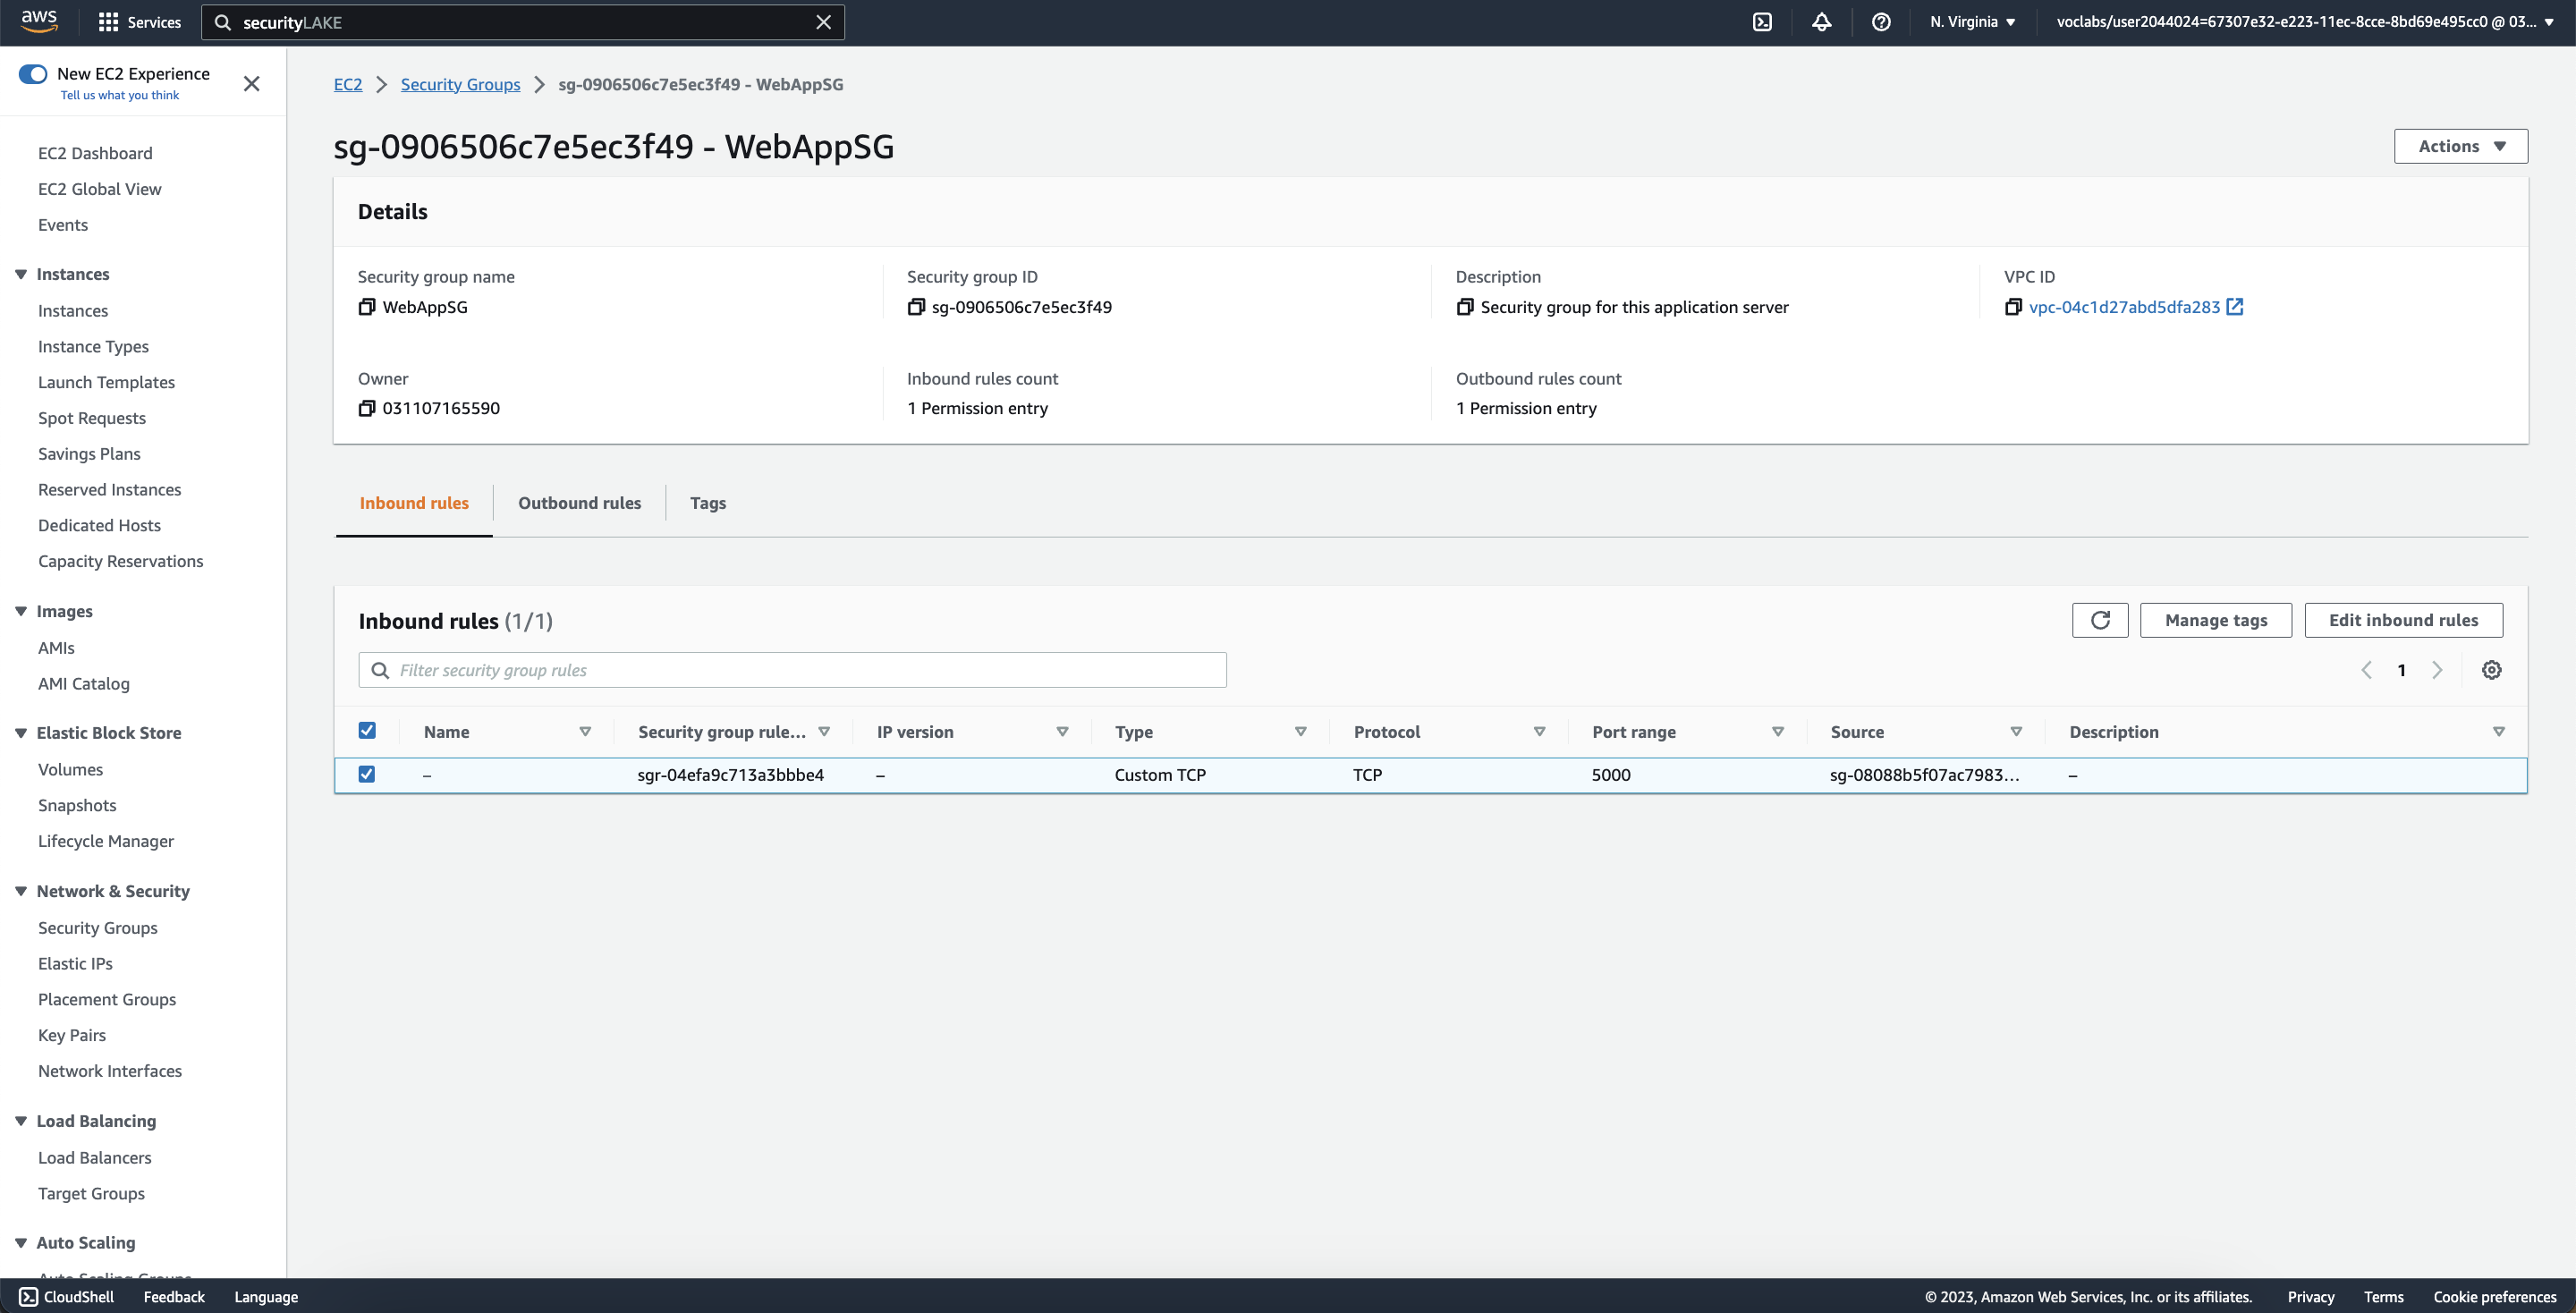 aws
Services
securityLAKE
N. Virginia
voclabs/user2044024=67307e32-e223-11ec-8cce-8bd69e495cc0 @ 03...
New EC2 Experience
Tell us what you think
EC2 Dashboard
EC2 Global View
Events
Instances
Instances
Instance Types
Launch Templates
Spot Requests
Savings Plans
Reserved Instances
Dedicated Hosts
Capacity Reservations
Images
AMIs
AMI Catalog
Elastic Block Store
Volumes
Snapshots
Lifecycle Manager
Network & Security
Security Groups
Elastic IPs
Placement Groups
Key Pairs
Network Interfaces
Load Balancing
Load Balancers
Target Groups
Auto Scaling
Auto Scaling Groups
EC2 > Security Groups > sg-0906506c7e5ec3f49 - WebAppSG
sg-0906506c7e5ec3f49 - WebAppSG
Actions
Details
Security group name
WebAppSG
Security group ID
sg-0906506c7e5ec3f49
Description
Security group for this application server
VPC ID
vpc-04c1d27abd5dfa283
Owner
031107165590
Inbound rules count
1 Permission entry
Outbound rules count
1 Permission entry
Inbound rules
Outbound rules
Tags
Inbound rules (1/1)
Manage tags
Edit inbound rules
Filter security group rules
1
Name Security group rule... IP version Type Protocol Port range Source Description
– sgr-04efa9c713a3bbbe4 – Custom TCP TCP 5000 sg-08088b5f07ac7983... –
CloudShell
Feedback
Language
© 2023, Amazon Web Services, Inc. or its affiliates.
Privacy
Terms
Cookie preferences